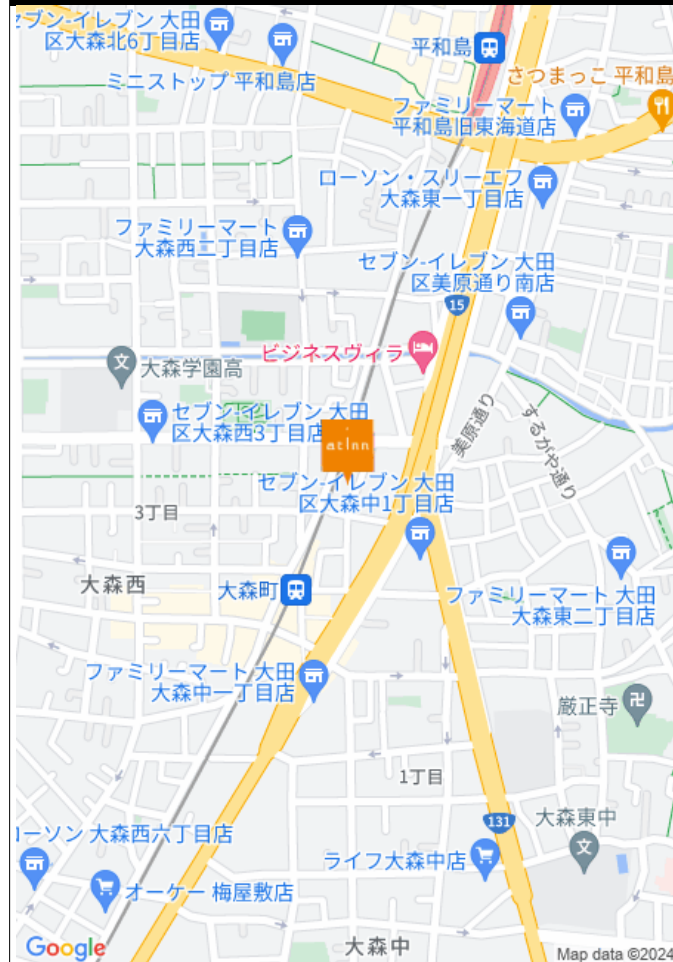 セブン-イレブン 大田
区大森北6丁目店
平和島
ミニストップ 平和島店
さつまっこ 平和島
ファミリーマート
平和島旧東海道店
ローソン・スリーエフ
大森東一丁目店
ファミリーマート
大森西二丁目店
セブン-イレブン 大田
区美原通り南店
15
ビジネスヴィラ
文
大森学園高
美原通り
するがや通り
セブン-イレブン 大田
区大森西3丁目店
at inn
セブン-イレブン 大田
区大森中1丁目店
3丁目
大森西
大森町
ファミリーマート 大田
大森東二丁目店
ファミリーマート 大田
大森中一丁目店
厳正寺
卍
1丁目
131
大森東中
文
ローソン 大森西六丁目店
ライフ大森中店
オーケー 梅屋敷店
Google
大森中
Map data ©2024